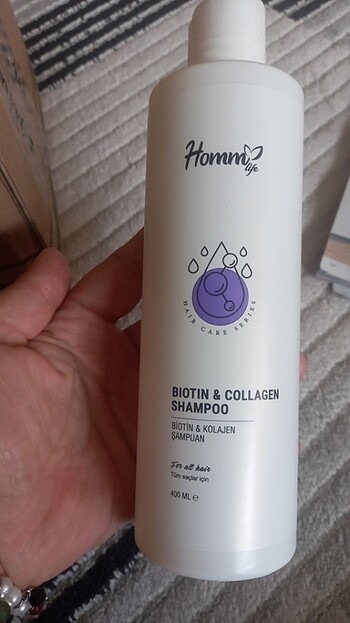 Homm
life
HAIR CARE SERIES
BIOTIN & COLLAGEN
SHAMPOO
BİOTİN & KOLAJEN
ŞAMPUAN
For all hair
Tüm saçlar için
400 ML ℮